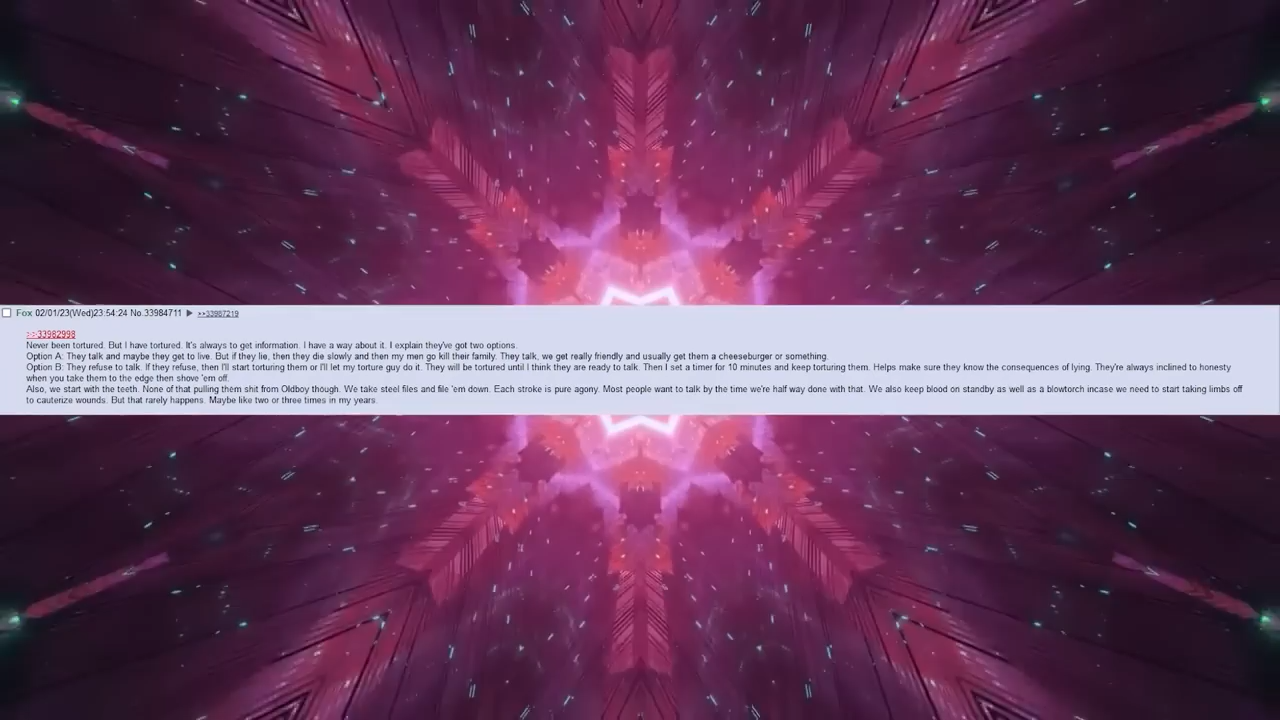 Fox 02/01/23(Wed)23:54:24 No.33984711 ▶ >>33987219
>>33982998
Never been tortured. But I have tortured. It's always to get information. I have a way about it. I explain they've got two options.
Option A: They talk and maybe they get to live. But if they lie, then they die slowly and then my men go kill their family. They talk, we get really friendly and usually get them a cheeseburger or something.
Option B: They refuse to talk. If they refuse, then I'll start torturing them or I'll let my torture guy do it. They will be tortured until I think they are ready to talk. Then I set a timer for 10 minutes and keep torturing them. Helps make sure they know the consequences of lying. They're always inclined to honesty
when you take them to the edge then shove 'em off.
Also, we start with the teeth. None of that pulling them shit from Oldboy though. We take steel files and file 'em down. Each stroke is pure agony. Most people want to talk by the time we're half way done with that. We also keep blood on standby as well as a blowtorch incase we need to start taking limbs off
to cauterize wounds. But that rarely happens. Maybe like two or three times in my years.